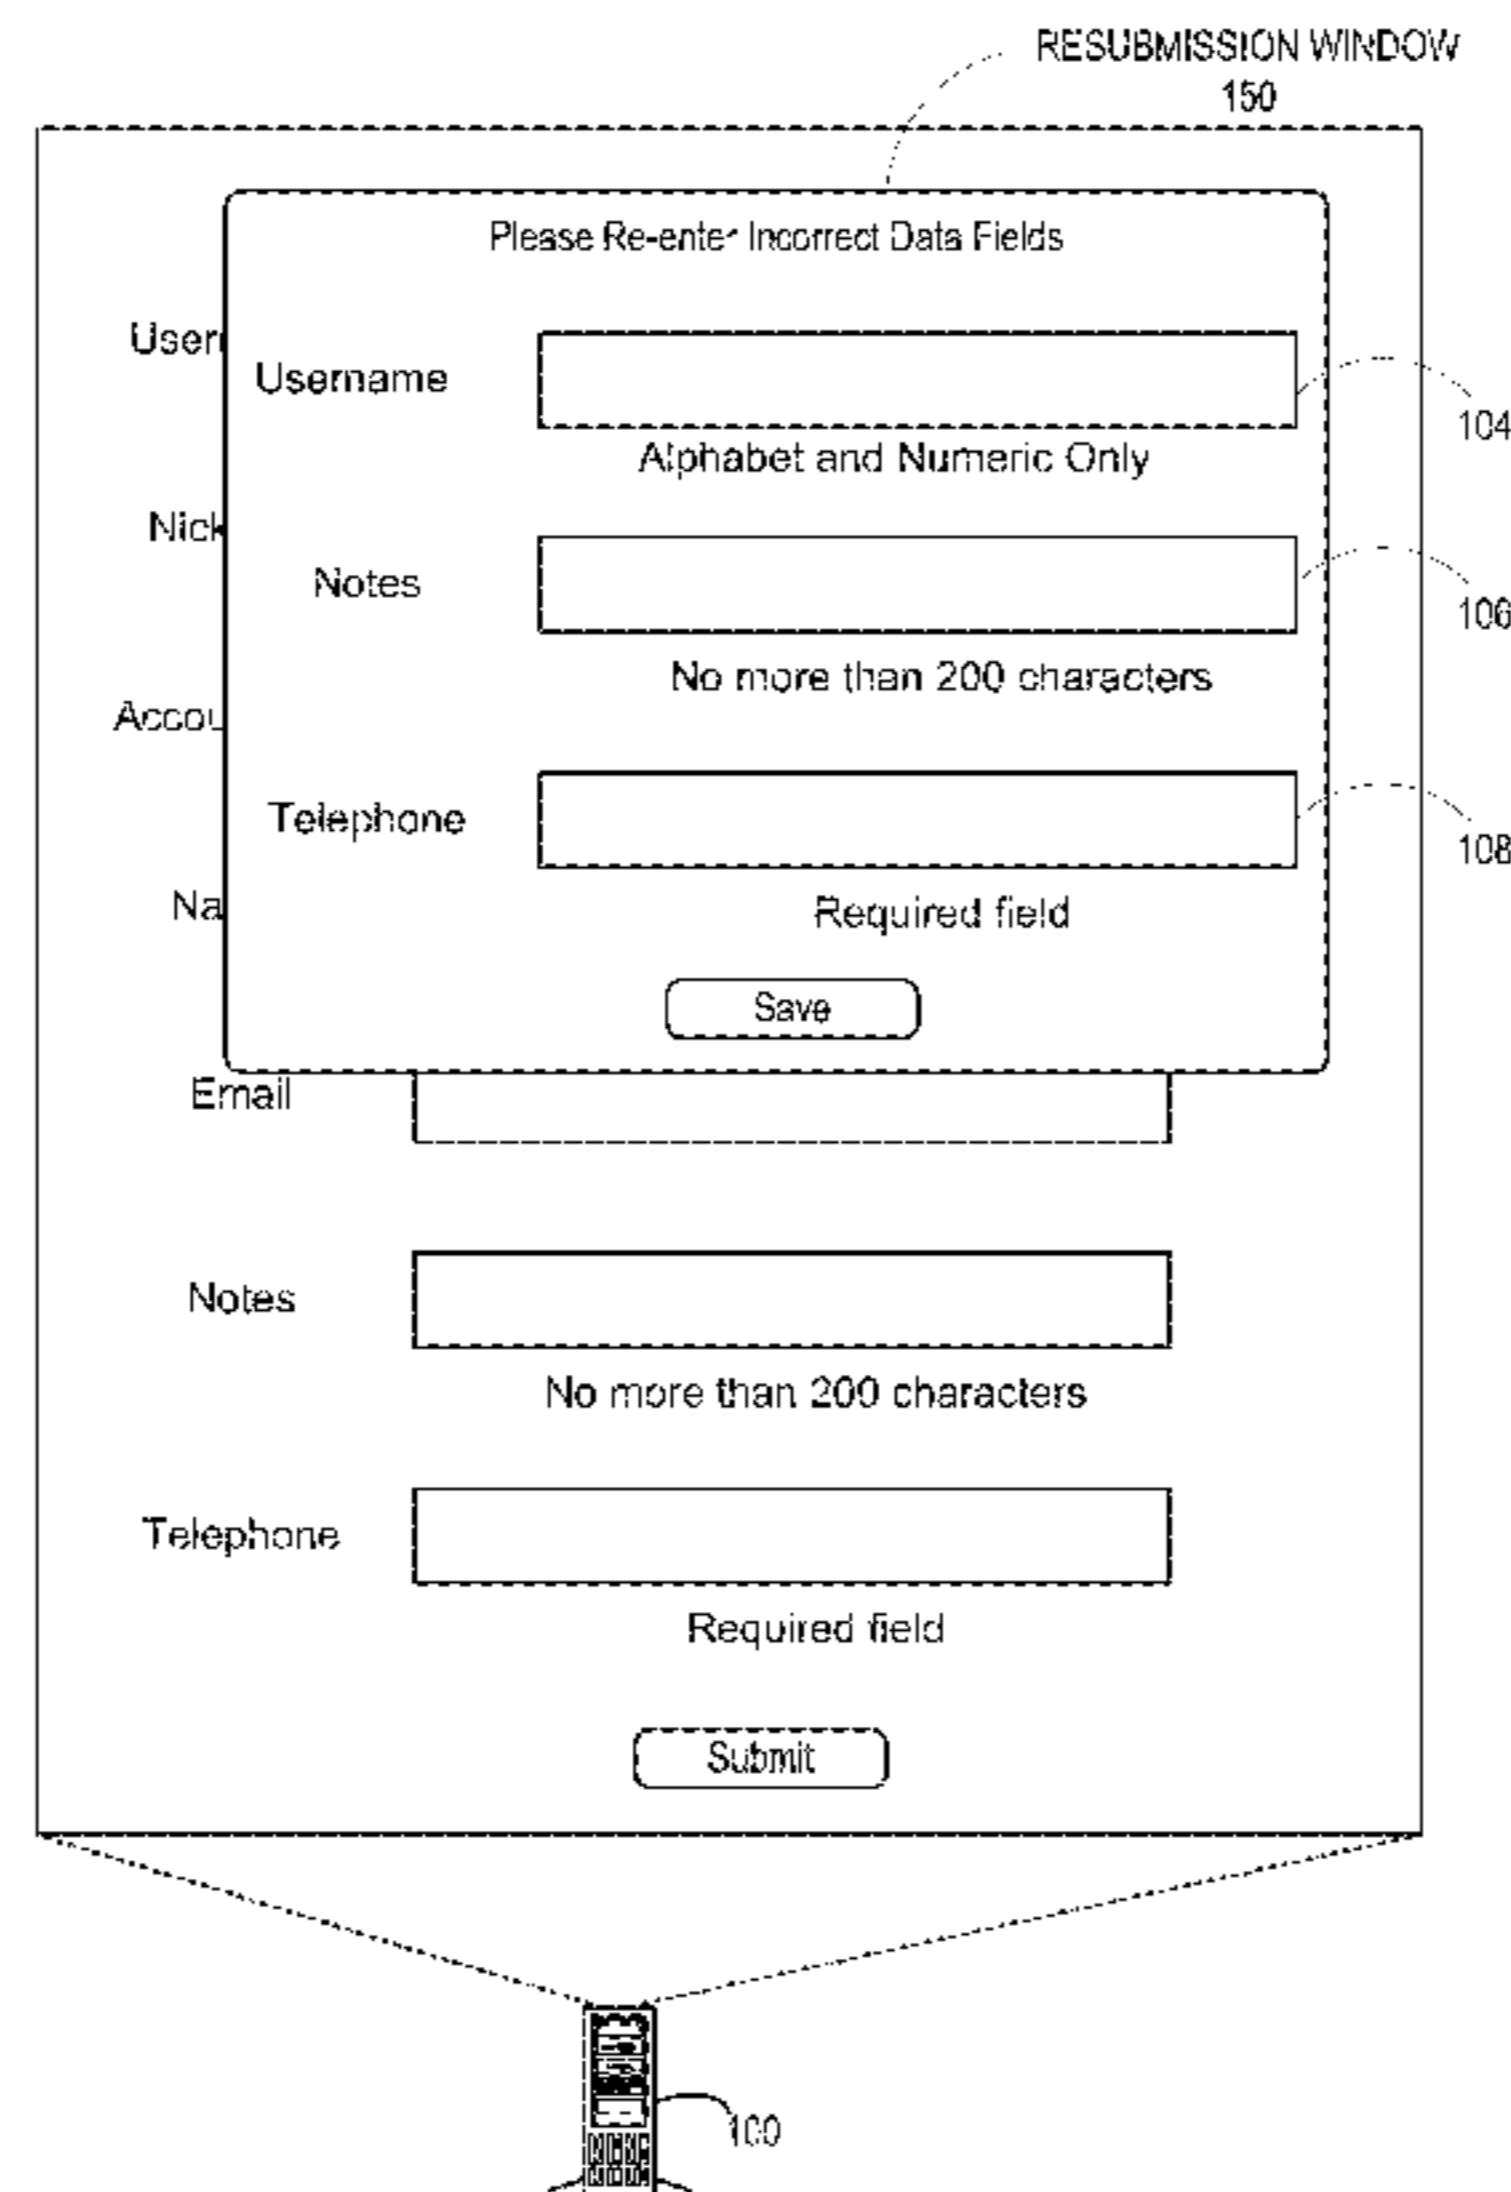 RESUBMISSION WINDOW
150
Please Re-enter Incorrect Data Fields
User
Username
104
Alphabet and Numeric Only
Nick
Notes
106
No more than 200 characters
Accou
Telephone
108
Na
Required field
Save
Email
Notes
No more than 200 characters
Telephone
Required field
Submit
100